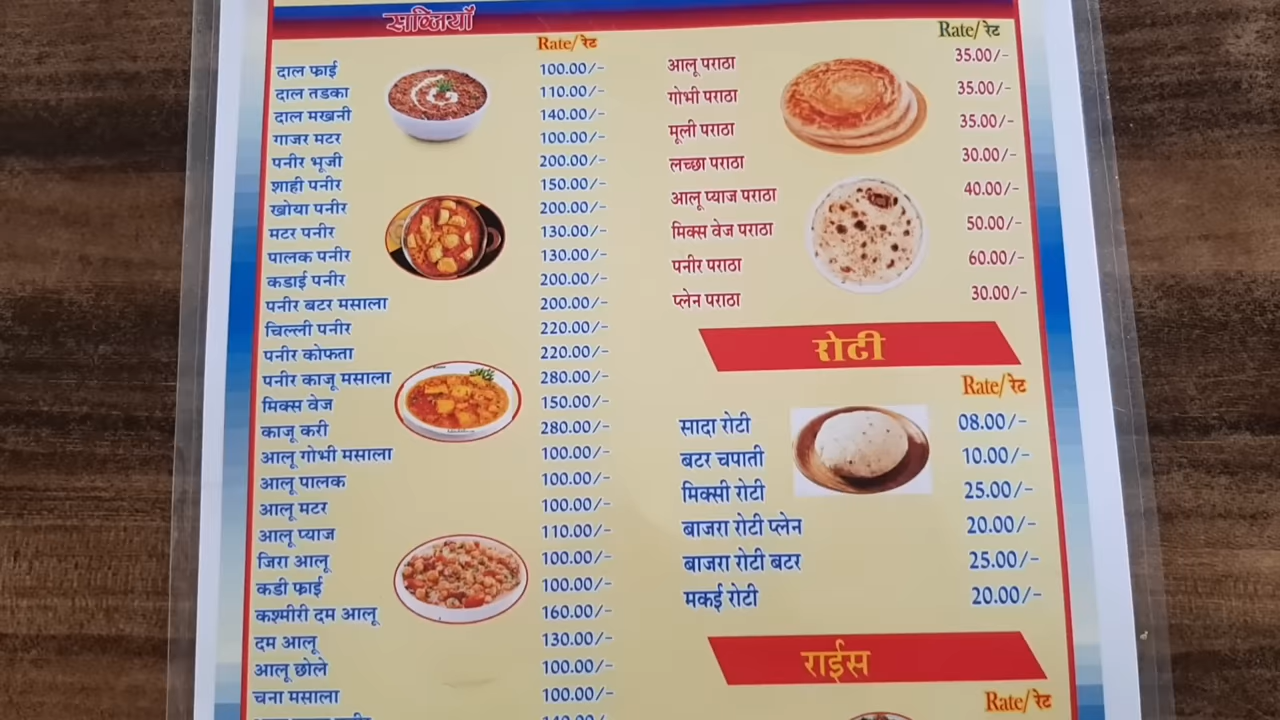 सब्जियाँ
Rate/रेट
दाल फ्राई 100.00/-
दाल तडका 110.00/-
दाल मखनी 140.00/-
गाजर मटर 100.00/-
पनीर भूजी 200.00/-
शाही पनीर 150.00/-
खोया पनीर 200.00/-
मटर पनीर 130.00/-
पालक पनीर 130.00/-
कडाई पनीर 200.00/-
पनीर बटर मसाला 200.00/-
चिल्ली पनीर 220.00/-
पनीर कोफता 220.00/-
पनीर काजू मसाला 280.00/-
मिक्स वेज 150.00/-
काजू करी 280.00/-
आलू गोभी मसाला 100.00/-
आलू पालक 100.00/-
आलू मटर 100.00/-
आलू प्याज 110.00/-
जिरा आलू 100.00/-
कडी फ्राई 100.00/-
कश्मीरी दम आलू 160.00/-
दम आलू 130.00/-
आलू छोले 100.00/-
चना मसाला 100.00/-
Rate/रेट
आलू पराठा 35.00/-
गोभी पराठा 35.00/-
मूली पराठा 35.00/-
लच्छा पराठा 30.00/-
आलू प्याज पराठा 40.00/-
मिक्स वेज पराठा 50.00/-
पनीर पराठा 60.00/-
प्लेन पराठा 30.00/-
रोटी
Rate/रेट
सादा रोटी 08.00/-
बटर चपाती 10.00/-
मिक्सी रोटी 25.00/-
बाजरा रोटी प्लेन 20.00/-
बाजरा रोटी बटर 25.00/-
मकई रोटी 20.00/-
राईस
Rate/रेट